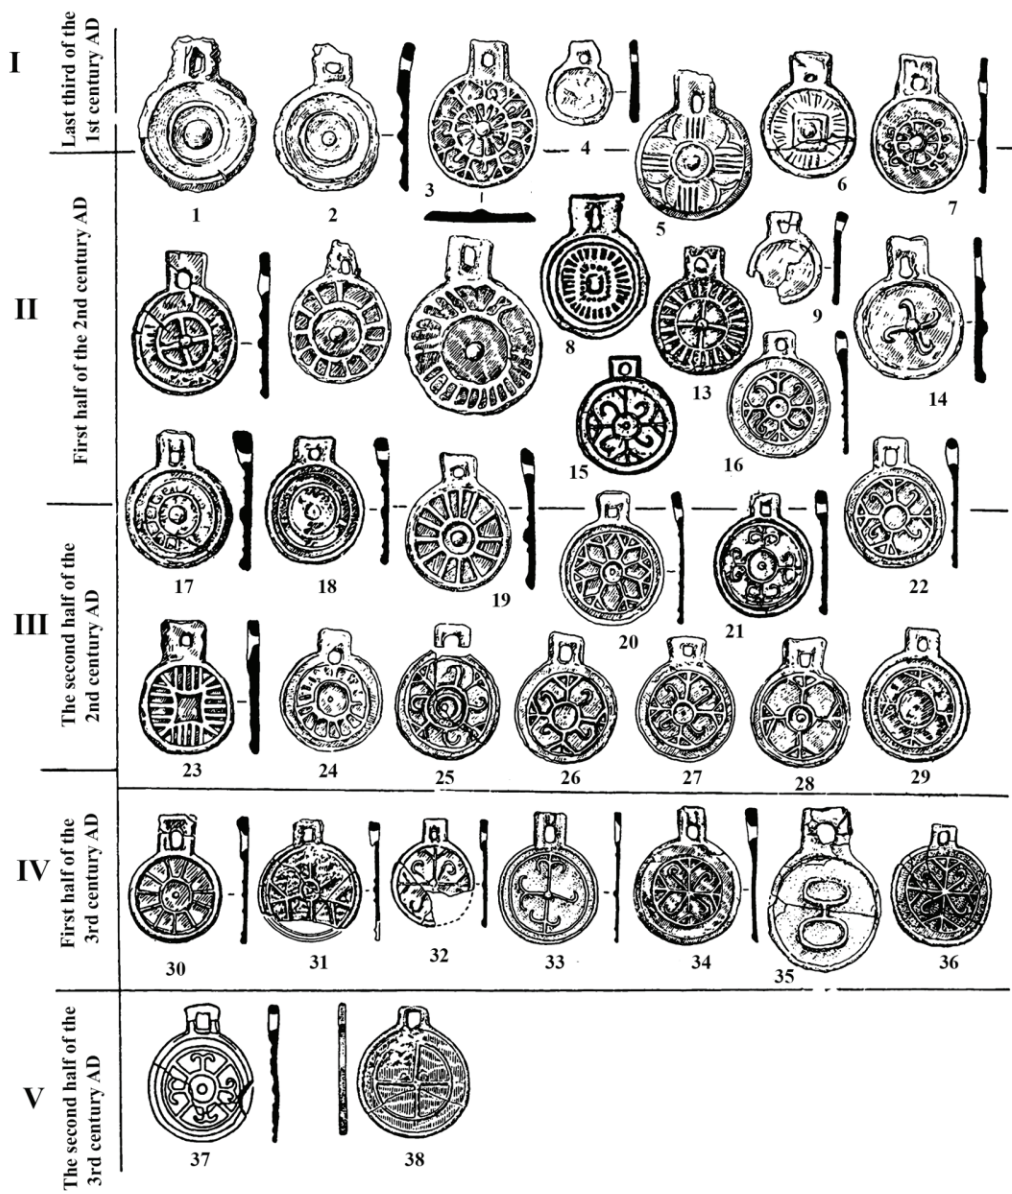 I
Last third of the
1st century AD
1
2
3
4
5
6
7
II
First half of the 2nd century AD
8
9
13
14
15
16
17
18
19
20
21
22
III
The second half of the
2nd century AD
23
24
25
26
27
28
29
IV
First half of the
3rd century AD
30
31
32
33
34
35
36
V
The second half of the
3rd century AD
37
38